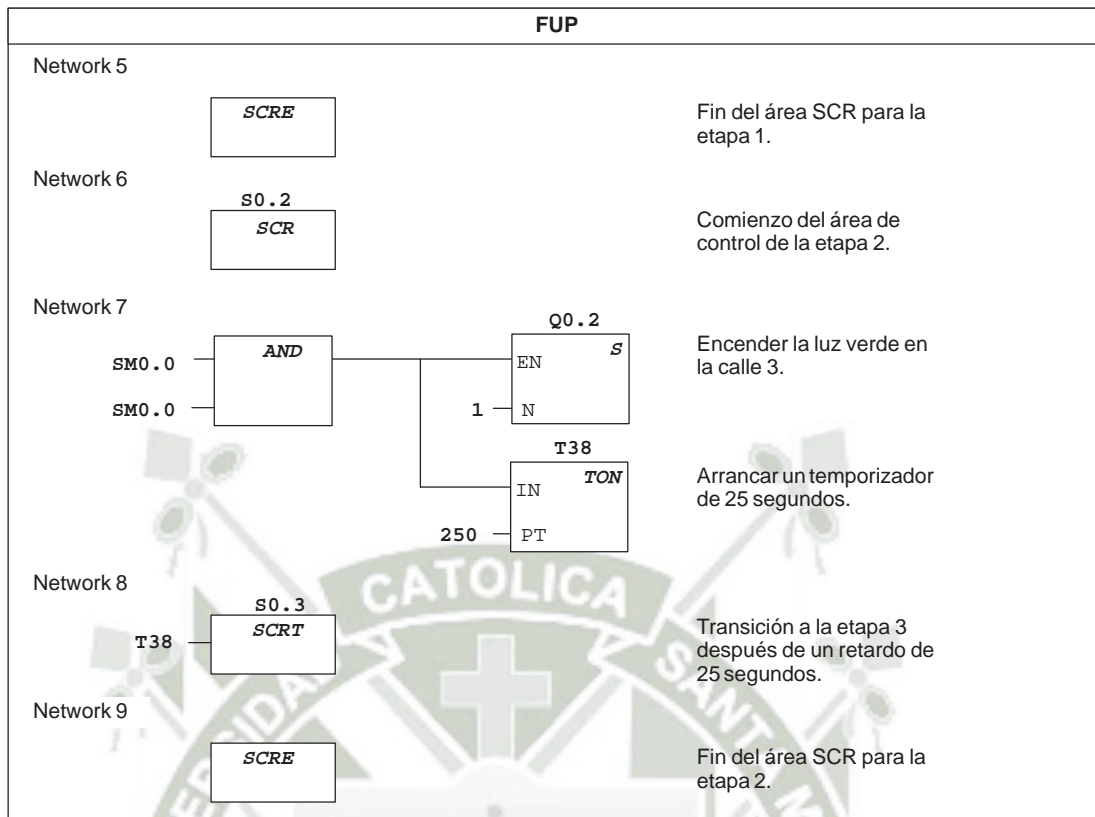 FUP
Network 5
SCRE
Fin del área SCR para la
etapa 1.
Network 6
S0.2
SCR
Comienzo del área de
control de la etapa 2.
Network 7
Q0.2
SM0.0
AND
EN
S
Encender la luz verde en
la calle 3.
SM0.0
1
N
T38
IN
TON
Arrancar un temporizador
de 25 segundos.
250
PT
CATOLICA
Network 8
S0.3
T38
SCRT
Transición a la etapa 3
después de un retardo de
25 segundos.
SANTA M
Network 9
ERSIDAD
SCRE
Fin del área SCR para la
etapa 2.